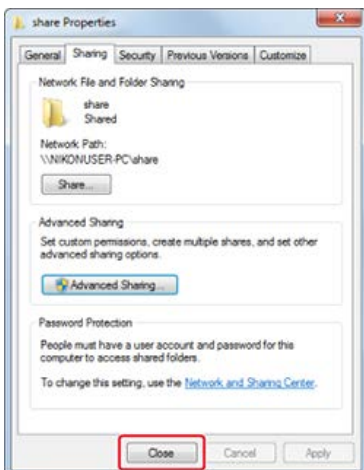 share Properties
General Sharing Security Previous Versions Customize
Network File and Folder Sharing
share
Shared
Network Path:
\\NIKONUSER-PC\share
Share...
Advanced Sharing
Set custom permissions, create multiple shares, and set other
advanced sharing options.
Advanced Sharing...
Password Protection
People must have a user account and password for this
computer to access shared folders.
To change this setting, use the Network and Sharing Center.
Close Cancel Apply